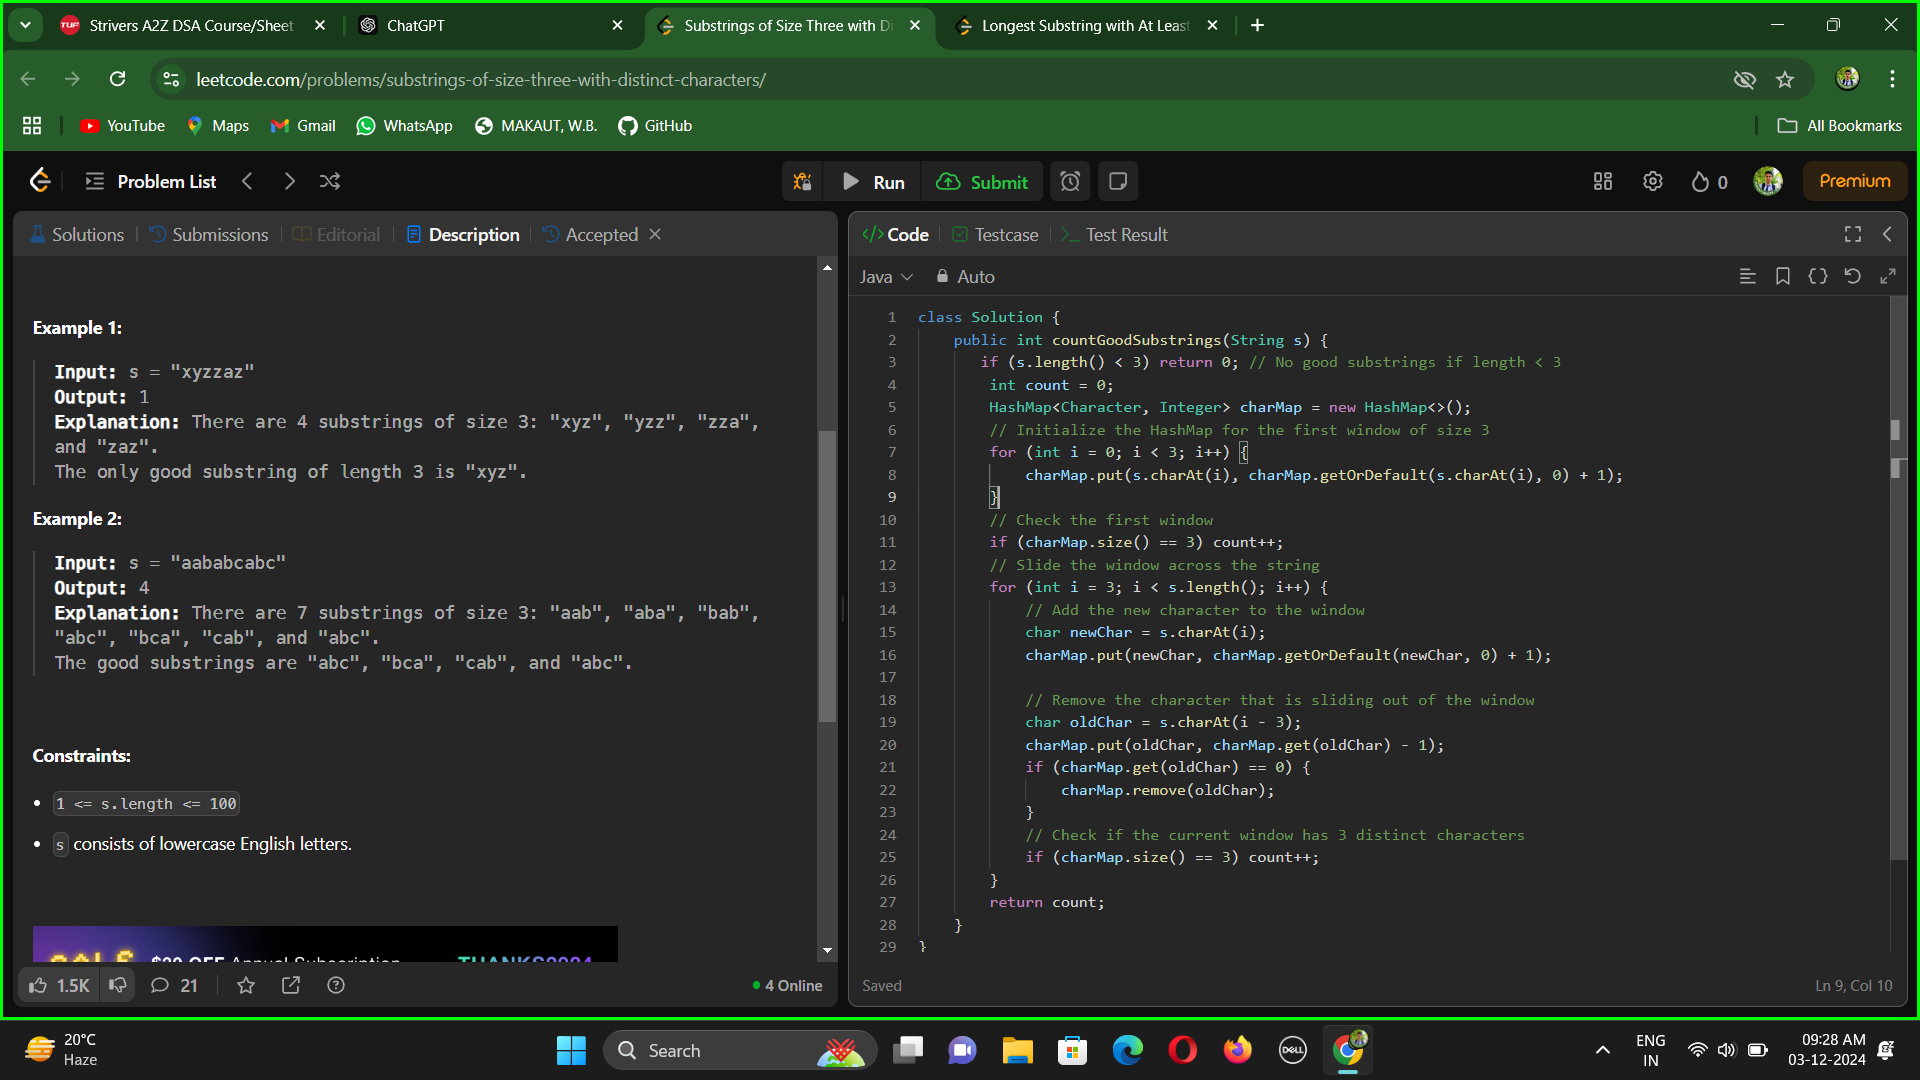 Strivers A2Z DSA Course/Sheet
ChatGPT
Substrings of Size Three with Di
Longest Substring with At Least
leetcode.com/problems/substrings-of-size-three-with-distinct-characters/
YouTube
Maps
Gmail
WhatsApp
MAKAUT, W.B.
GitHub
All Bookmarks
Problem List
Run
Submit
0
Premium
Solutions
Submissions
Editorial
Description
Accepted
Example 1:
Input: s = "xyzzaz"
Output: 1
Explanation: There are 4 substrings of size 3: "xyz", "yzz", "zza",
and "zaz".
The only good substring of length 3 is "xyz".
Example 2:
Input: s = "aababcabc"
Output: 4
Explanation: There are 7 substrings of size 3: "aab", "aba", "bab",
"abc", "bca", "cab", and "abc".
The good substrings are "abc", "bca", "cab", and "abc".
Constraints:
• 1 <= s.length <= 100
• s consists of lowercase English letters.
SALE $30 OFF Annual Subscription THANKS2024
1.5K
21
4 Online
Code
Testcase
Test Result
Java
Auto
1 class Solution {
2 public int countGoodSubstrings(String s) {
3 if (s.length() < 3) return 0; // No good substrings if length < 3
4 int count = 0;
5 HashMap<Character, Integer> charMap = new HashMap<>();
6 // Initialize the HashMap for the first window of size 3
7 for (int i = 0; i < 3; i++) {
8 charMap.put(s.charAt(i), charMap.getOrDefault(s.charAt(i), 0) + 1);
9 }
10 // Check the first window
11 if (charMap.size() == 3) count++;
12 // Slide the window across the string
13 for (int i = 3; i < s.length(); i++) {
14 // Add the new character to the window
15 char newChar = s.charAt(i);
16 charMap.put(newChar, charMap.getOrDefault(newChar, 0) + 1);
17
18 // Remove the character that is sliding out of the window
19 char oldChar = s.charAt(i - 3);
20 charMap.put(oldChar, charMap.get(oldChar) - 1);
21 if (charMap.get(oldChar) == 0) {
22 charMap.remove(oldChar);
23 }
24 // Check if the current window has 3 distinct characters
25 if (charMap.size() == 3) count++;
26 }
27 return count;
28 }
29 }
Saved
Ln 9, Col 10
20°C
Haze
Search
DELL
ENG
IN
09:28 AM
03-12-2024